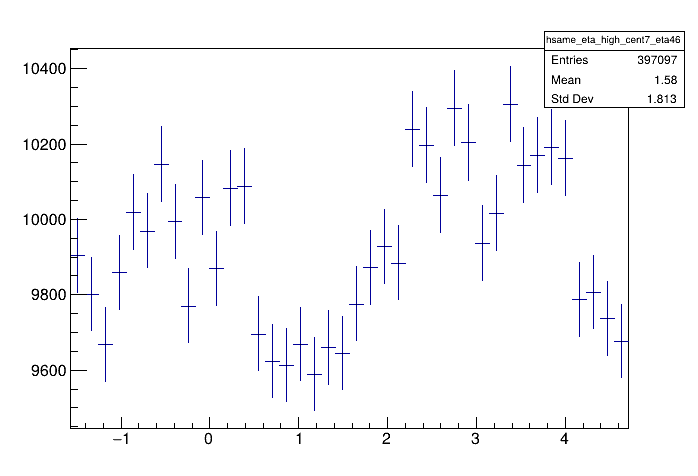 hsame_eta_high_cent7_eta46
Entries 397097
Mean 1.58
Std Dev 1.813
10400
10200
10000
9800
9600
−1 0 1 2 3 4